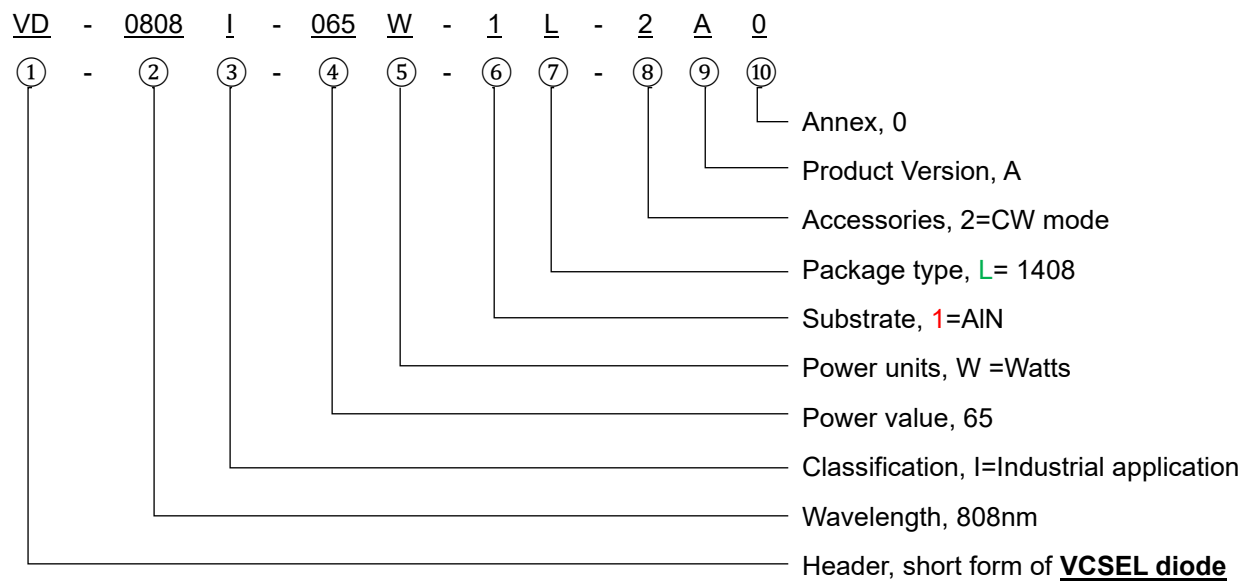 VD - 0808 I - 065 W - 1 L - 2 A 0
① - ② ③ - ④ ⑤ - ⑥ ⑦ - ⑧ ⑨ ⑩
Annex, 0
Product Version, A
Accessories, 2=CW mode
Package type, L= 1408
Substrate, 1=AlN
Power units, W =Watts
Power value, 65
Classification, I=Industrial application
Wavelength, 808nm
Header, short form of VCSEL diode